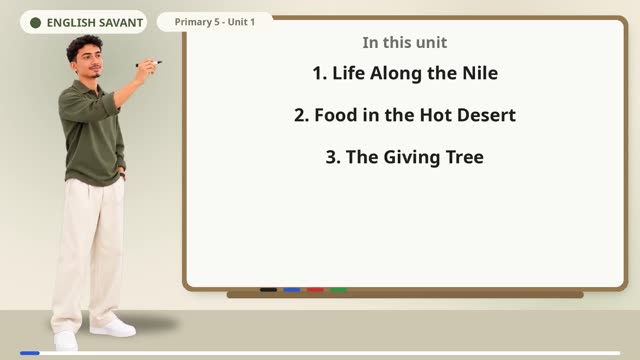 ENGLISH SAVANT
Primary 5 - Unit 1
In this unit
1. Life Along the Nile
2. Food in the Hot Desert
3. The Giving Tree